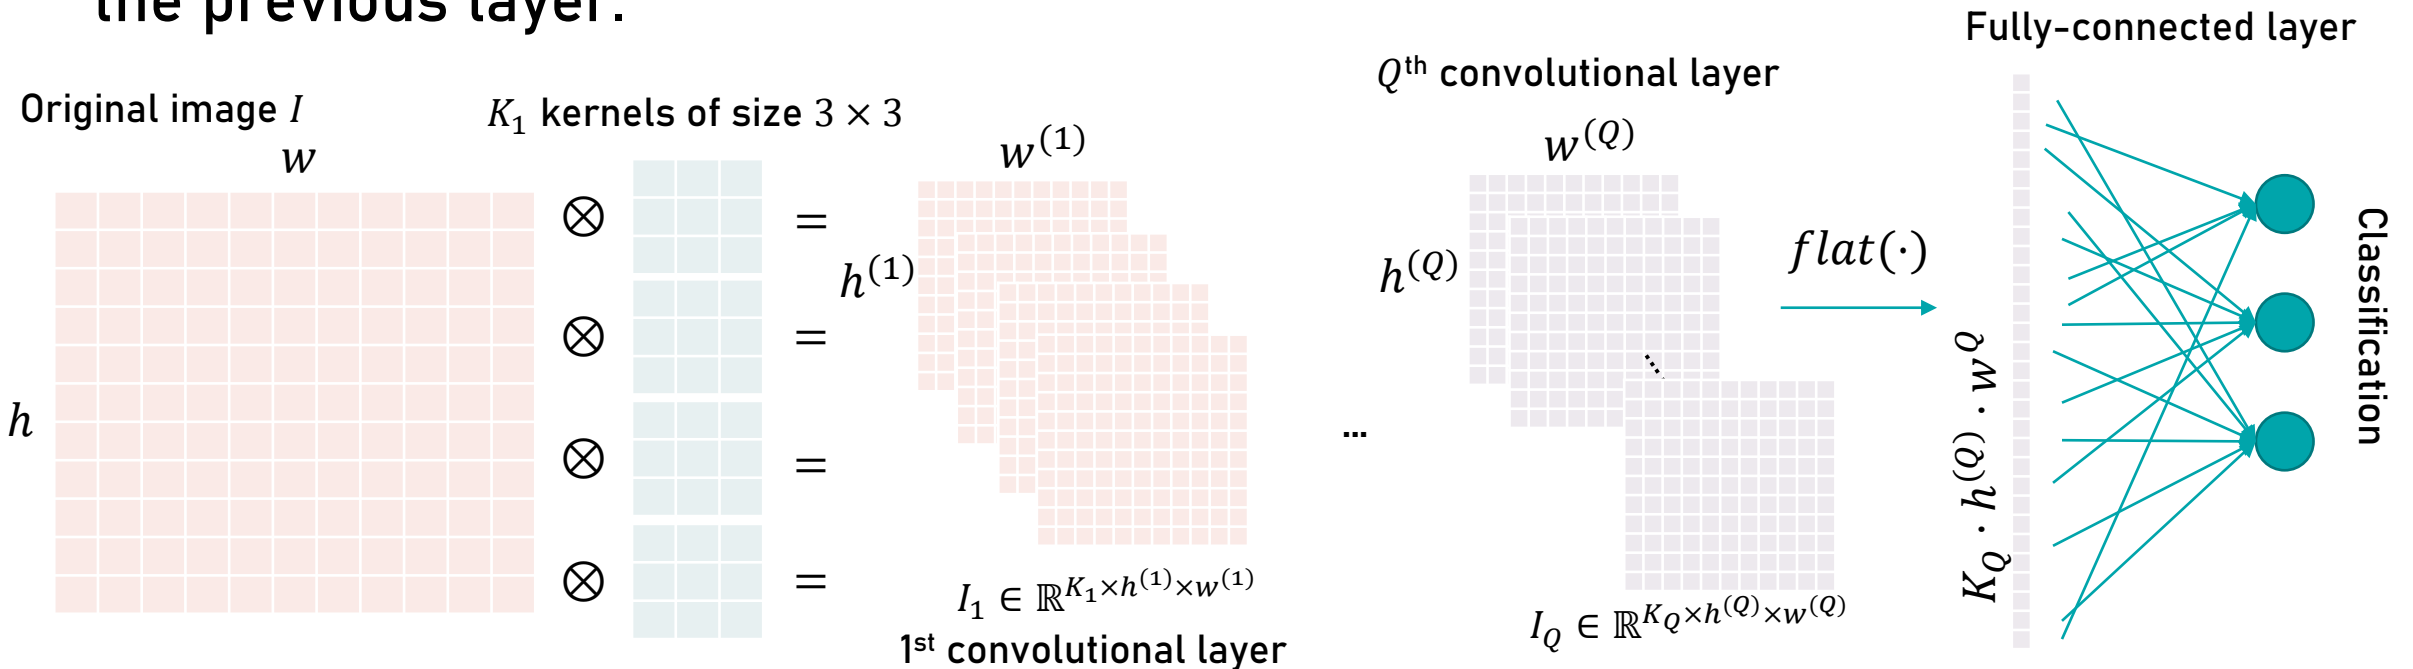 the previous layer.
Original image I
w
h
K₁ kernels of size 3 × 3
⊗ =
⊗ =
⊗ =
⊗ =
w⁽¹⁾
h⁽¹⁾
I₁ ∈ ℝ^{K₁×h⁽¹⁾×w⁽¹⁾}
1ˢᵗ convolutional layer
...
Qᵗʰ convolutional layer
w^{(Q)}
h^{(Q)}
I_Q ∈ ℝ^{K_Q×h^{(Q)}×w^{(Q)}}
flat(·)
Fully-connected layer
K_Q · h^{(Q)} · w^Q
Classification